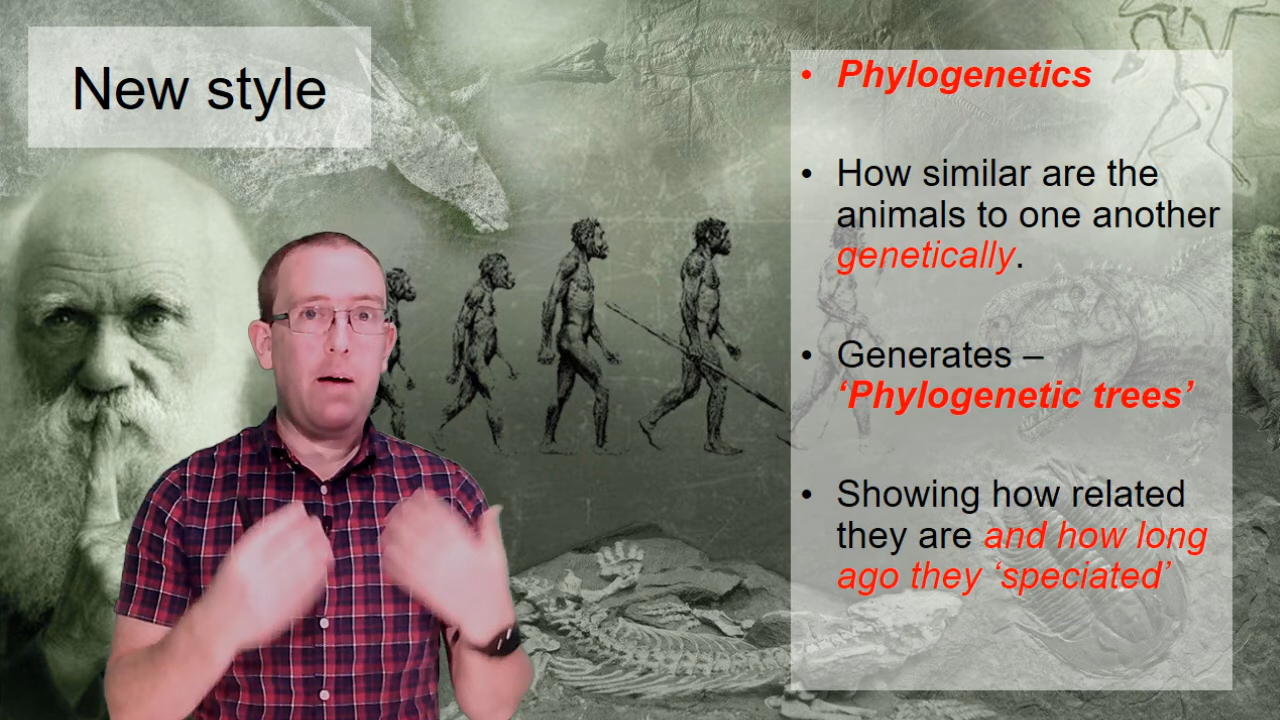 New style
• Phylogenetics
• How similar are the
animals to one another
genetically.
• Generates –
‘Phylogenetic trees’
• Showing how related
they are and how long
ago they ‘speciated’